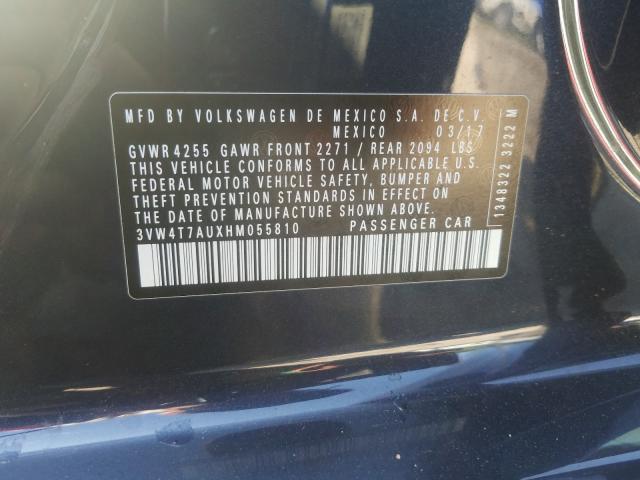 MFD BY VOLKSWAGEN DE MEXICO S.A. DE C.V.
MEXICO 03/17
GVWR 4255 GAWR FRONT 2271 / REAR 2094 LBS
THIS VEHICLE CONFORMS TO ALL APPLICABLE U.S.
FEDERAL MOTOR VEHICLE SAFETY, BUMPER AND
THEFT PREVENTION STANDARDS IN EFFECT ON
THE DATE OF MANUFACTURE SHOWN ABOVE.
3VW4T7AUXHM055810 PASSENGER CAR
1348322 3222 M